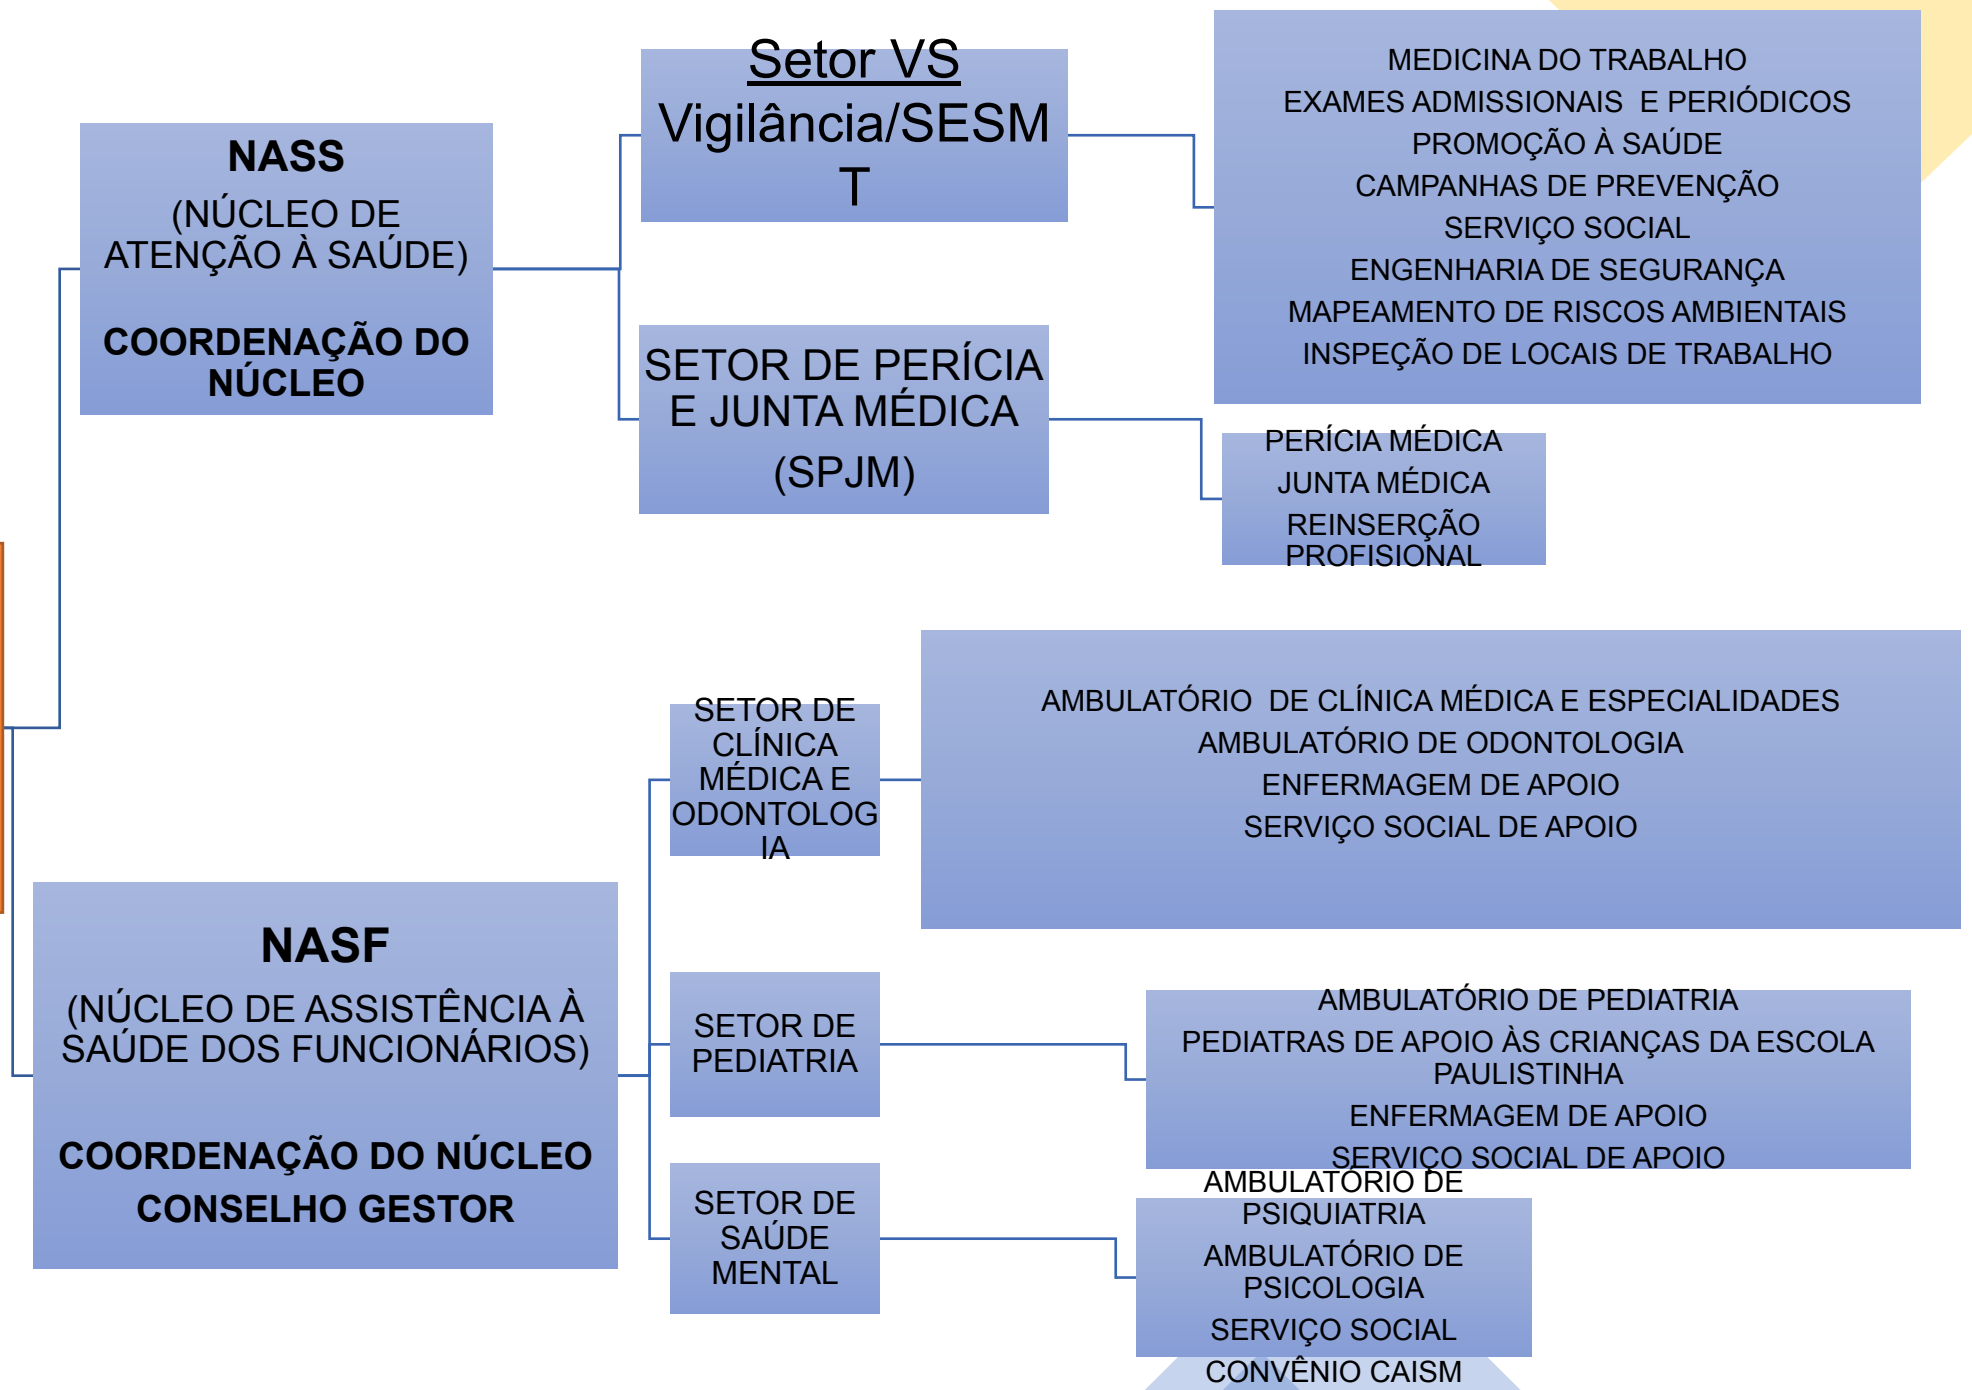 NASS
(NÚCLEO DE
ATENÇÃO À SAÚDE)
COORDENAÇÃO DO
NÚCLEO
Setor VS
Vigilância/SESM
T
MEDICINA DO TRABALHO
EXAMES ADMISSIONAIS  E PERIÓDICOS
PROMOÇÃO À SAÚDE
CAMPANHAS DE PREVENÇÃO
SERVIÇO SOCIAL
ENGENHARIA DE SEGURANÇA
MAPEAMENTO DE RISCOS AMBIENTAIS
INSPEÇÃO DE LOCAIS DE TRABALHO
SETOR DE PERÍCIA
E JUNTA MÉDICA
(SPJM)
PERÍCIA MÉDICA
JUNTA MÉDICA
REINSERÇÃO
PROFISIONAL
NASF
(NÚCLEO DE ASSISTÊNCIA À
SAÚDE DOS FUNCIONÁRIOS)
COORDENAÇÃO DO NÚCLEO
CONSELHO GESTOR
SETOR DE
CLÍNICA
MÉDICA E
ODONTOLOG
IA
AMBULATÓRIO  DE CLÍNICA MÉDICA E ESPECIALIDADES
AMBULATÓRIO DE ODONTOLOGIA
ENFERMAGEM DE APOIO
SERVIÇO SOCIAL DE APOIO
SETOR DE
PEDIATRIA
AMBULATÓRIO DE PEDIATRIA
PEDIATRAS DE APOIO ÀS CRIANÇAS DA ESCOLA
PAULISTINHA
ENFERMAGEM DE APOIO
SERVIÇO SOCIAL DE APOIO
SETOR DE
SAÚDE
MENTAL
AMBULATÓRIO DE
PSIQUIATRIA
AMBULATÓRIO DE
PSICOLOGIA
SERVIÇO SOCIAL
CONVÊNIO CAISM